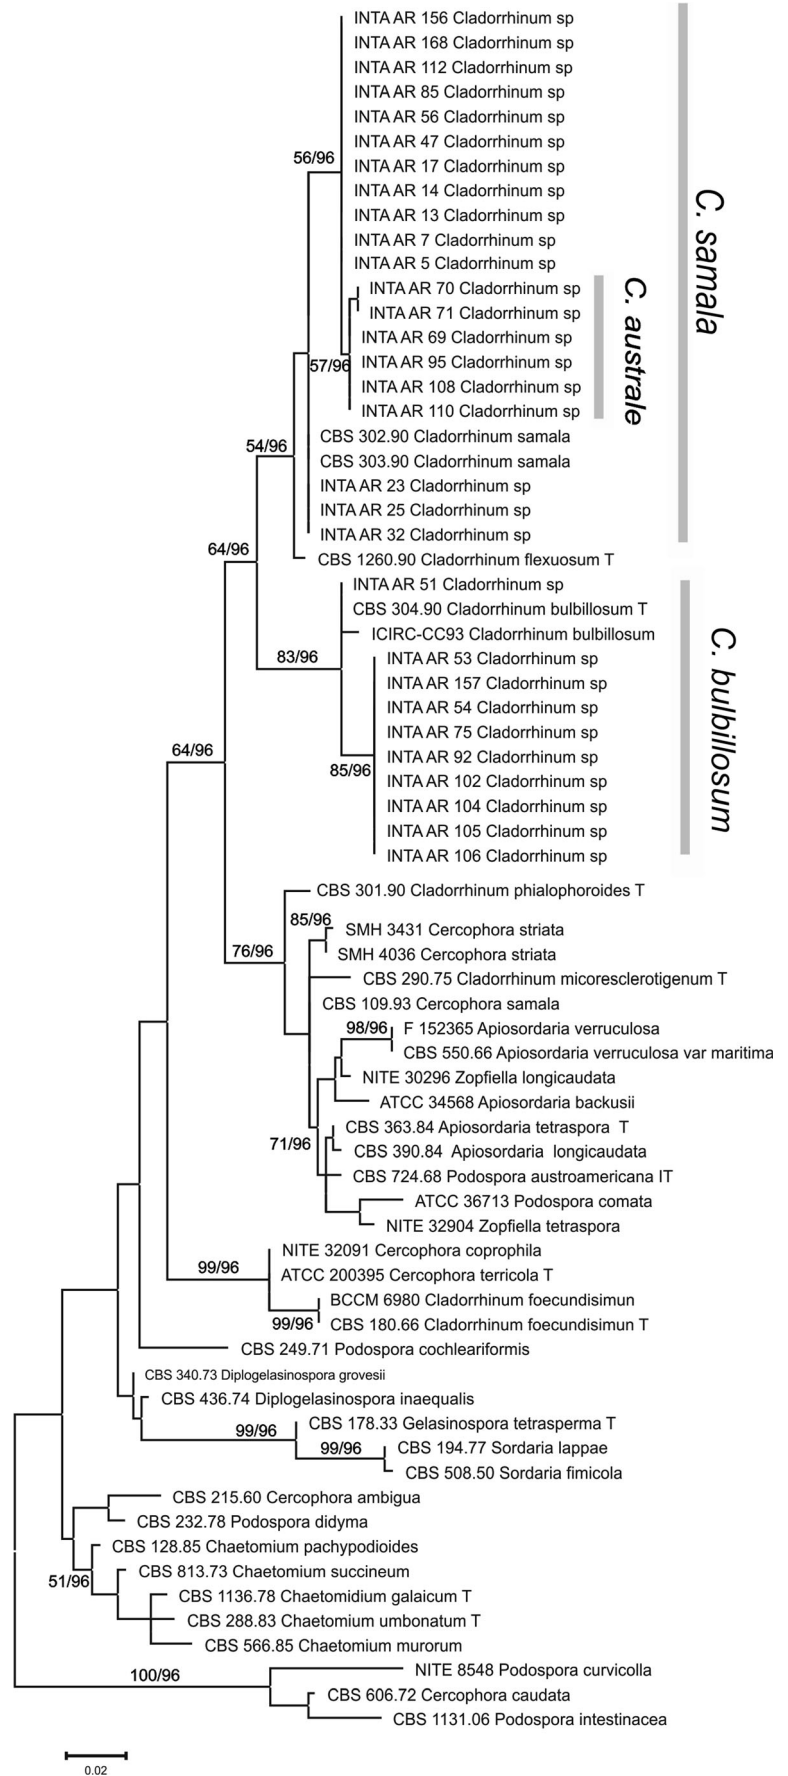 INTA AR 156 Cladorrhinum sp
INTA AR 168 Cladorrhinum sp
INTA AR 112 Cladorrhinum sp
INTA AR 85 Cladorrhinum sp
INTA AR 56 Cladorrhinum sp
INTA AR 47 Cladorrhinum sp
56/96
INTA AR 17 Cladorrhinum sp
INTA AR 14 Cladorrhinum sp
INTA AR 13 Cladorrhinum sp
INTA AR 7 Cladorrhinum sp
INTA AR 5 Cladorrhinum sp
C. samala
INTA AR 70 Cladorrhinum sp
INTA AR 71 Cladorrhinum sp
INTA AR 69 Cladorrhinum sp
57/96
INTA AR 95 Cladorrhinum sp
INTA AR 108 Cladorrhinum sp
INTA AR 110 Cladorrhinum sp
C. australe
CBS 302.90 Cladorrhinum samala
54/96
CBS 303.90 Cladorrhinum samala
INTA AR 23 Cladorrhinum sp
INTA AR 25 Cladorrhinum sp
INTA AR 32 Cladorrhinum sp
64/96
CBS 1260.90 Cladorrhinum flexuosum T
INTA AR 51 Cladorrhinum sp
CBS 304.90 Cladorrhinum bulbillosum T
ICIRC-CC93 Cladorrhinum bulbillosum
83/96
INTA AR 53 Cladorrhinum sp
INTA AR 157 Cladorrhinum sp
INTA AR 54 Cladorrhinum sp
INTA AR 75 Cladorrhinum sp
64/96
INTA AR 92 Cladorrhinum sp
85/96
INTA AR 102 Cladorrhinum sp
INTA AR 104 Cladorrhinum sp
INTA AR 105 Cladorrhinum sp
INTA AR 106 Cladorrhinum sp
C. bulbillosum
CBS 301.90 Cladorrhinum phialophoroides T
85/96
SMH 3431 Cercophora striata
76/96
SMH 4036 Cercophora striata
CBS 290.75 Cladorrhinum micoresclerotigenum T
CBS 109.93 Cercophora samala
98/96
F 152365 Apiosordaria verruculosa
CBS 550.66 Apiosordaria verruculosa var maritima
NITE 30296 Zopfiella longicaudata
ATCC 34568 Apiosordaria backusii
CBS 363.84 Apiosordaria tetraspora T
71/96
CBS 390.84 Apiosordaria longicaudata
CBS 724.68 Podospora austroamericana IT
ATCC 36713 Podospora comata
NITE 32904 Zopfiella tetraspora
NITE 32091 Cercophora coprophila
99/96
ATCC 200395 Cercophora terricola T
BCCM 6980 Cladorrhinum foecundisimun
99/96
CBS 180.66 Cladorrhinum foecundisimun T
CBS 249.71 Podospora cochleariformis
CBS 340.73 Diplogelasinospora grovesii
CBS 436.74 Diplogelasinospora inaequalis
99/96
CBS 178.33 Gelasinospora tetrasperma T
99/96
CBS 194.77 Sordaria lappae
CBS 508.50 Sordaria fimicola
CBS 215.60 Cercophora ambigua
CBS 232.78 Podospora didyma
CBS 128.85 Chaetomium pachypodioides
51/96
CBS 813.73 Chaetomium succineum
CBS 1136.78 Chaetomidium galaicum T
CBS 288.83 Chaetomium umbonatum T
CBS 566.85 Chaetomium murorum
100/96
NITE 8548 Podospora curvicolla
CBS 606.72 Cercophora caudata
CBS 1131.06 Podospora intestinacea
0.02